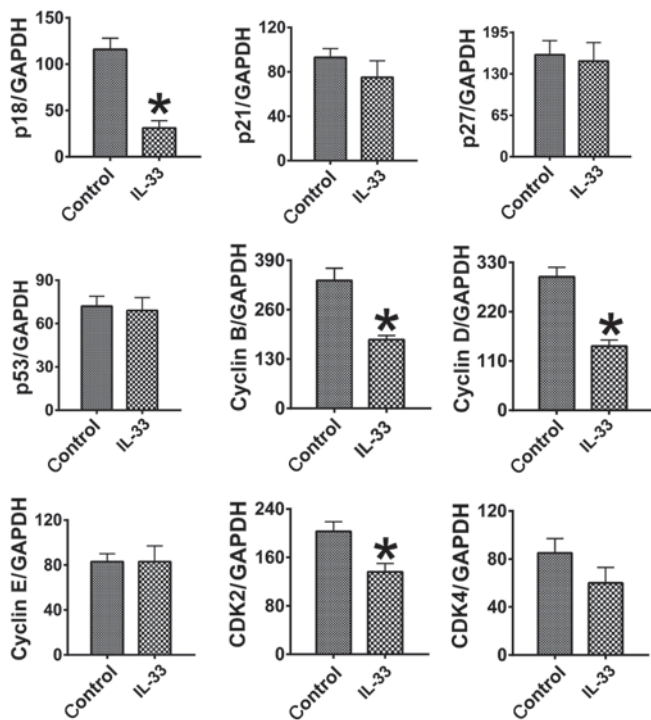 p18/GAPDH
150
100
50
0
*
Control
IL-33
p21/GAPDH
120
80
40
0
Control
IL-33
p27/GAPDH
195
130
65
0
Control
IL-33
p53/GAPDH
90
60
30
0
Control
IL-33
Cyclin B/GAPDH
390
260
130
0
*
Control
IL-33
Cyclin D/GAPDH
330
220
110
0
*
Control
IL-33
Cyclin E/GAPDH
120
80
40
0
Control
IL-33
CDK2/GAPDH
240
160
80
0
*
Control
IL-33
CDK4/GAPDH
120
80
40
0
Control
IL-33